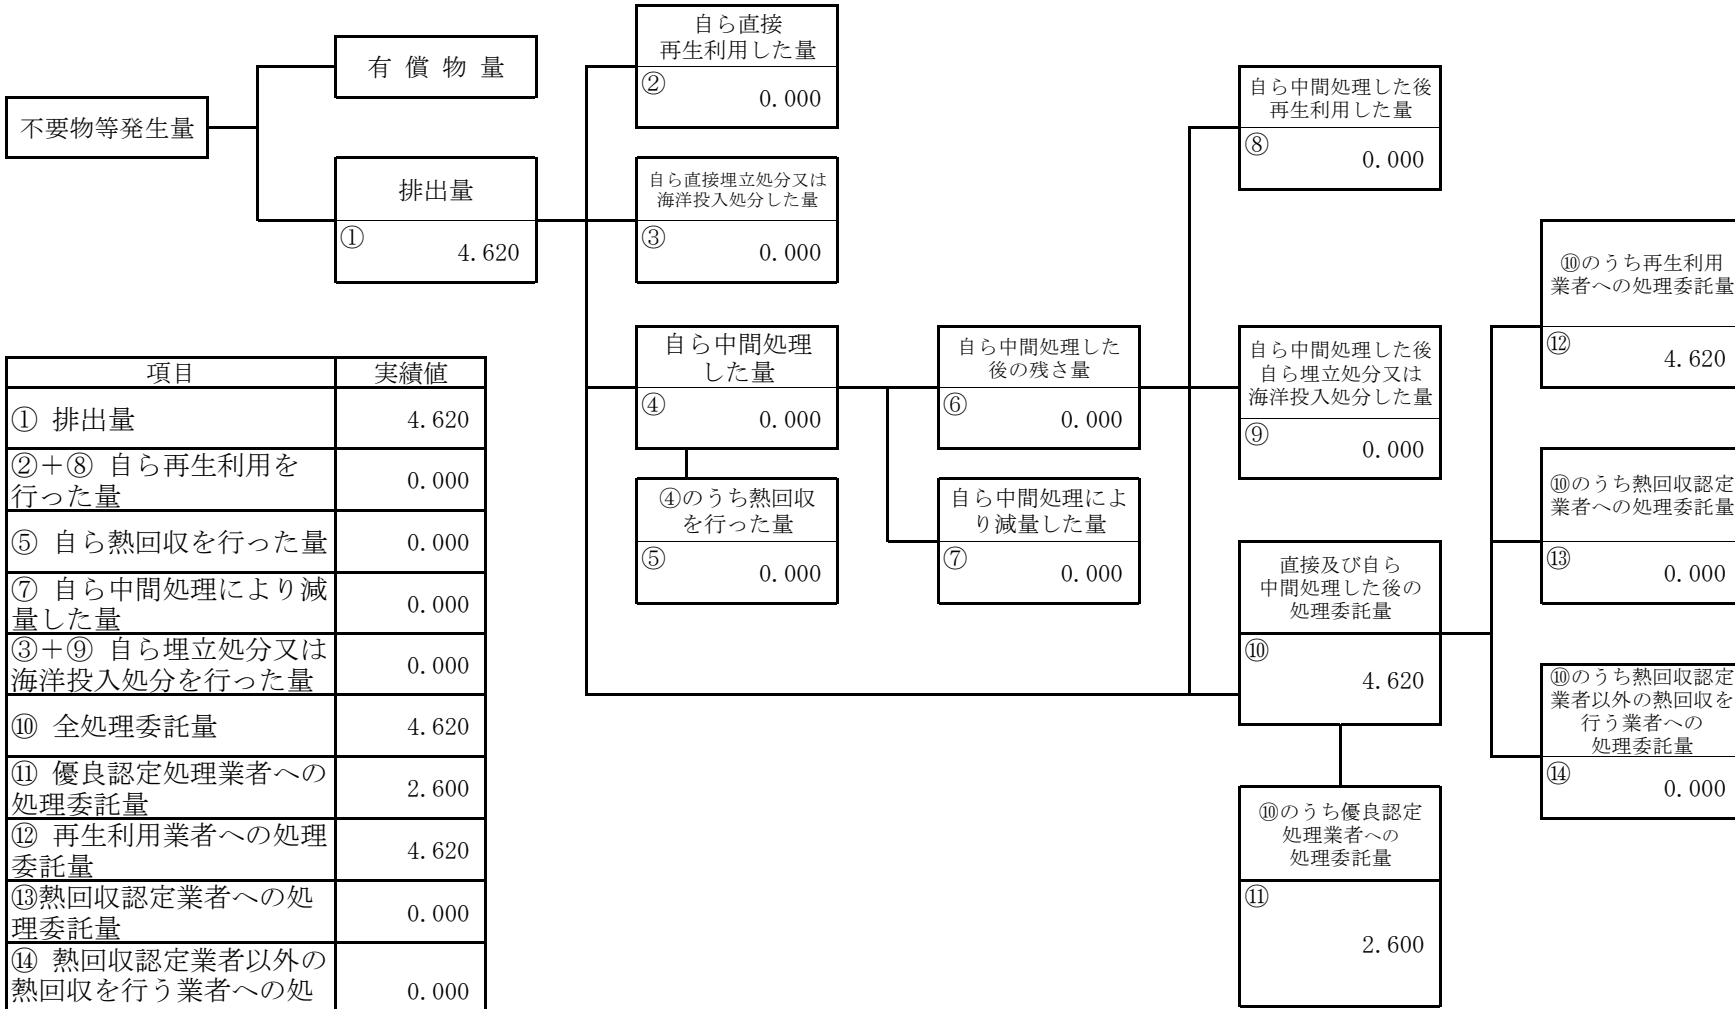 不要物等発生量
有 償 物 量
排出量
①
4.620
自ら直接
再生利用した量
②
0.000
自ら直接埋立処分又は
海洋投入処分した量
③
0.000
自ら中間処理
した量
④
0.000
④のうち熱回収
を行った量
⑤
0.000
自ら中間処理した
後の残さ量
⑥
0.000
自ら中間処理によ
り減量した量
⑦
0.000
自ら中間処理した後
再生利用した量
⑧
0.000
自ら中間処理した後
自ら埋立処分又は
海洋投入処分した量
⑨
0.000
直接及び自ら
中間処理した後の
処理委託量
⑩
4.620
⑩のうち優良認定
処理業者への
処理委託量
⑪
2.600
⑩のうち再生利用
業者への処理委託量
⑫
4.620
⑩のうち熱回収認定
業者への処理委託量
⑬
0.000
⑩のうち熱回収認定
業者以外の熱回収を
行う業者への
処理委託量
⑭
0.000
項目 実績値
① 排出量 4.620
②＋⑧ 自ら再生利用を
行った量 0.000
⑤ 自ら熱回収を行った量 0.000
⑦ 自ら中間処理により減
量した量 0.000
③＋⑨ 自ら埋立処分又は
海洋投入処分を行った量 0.000
⑩ 全処理委託量 4.620
⑪ 優良認定処理業者への
処理委託量 2.600
⑫ 再生利用業者への処理
委託量 4.620
⑬熱回収認定業者への処
理委託量 0.000
⑭ 熱回収認定業者以外の
熱回収を行う業者への処 0.000